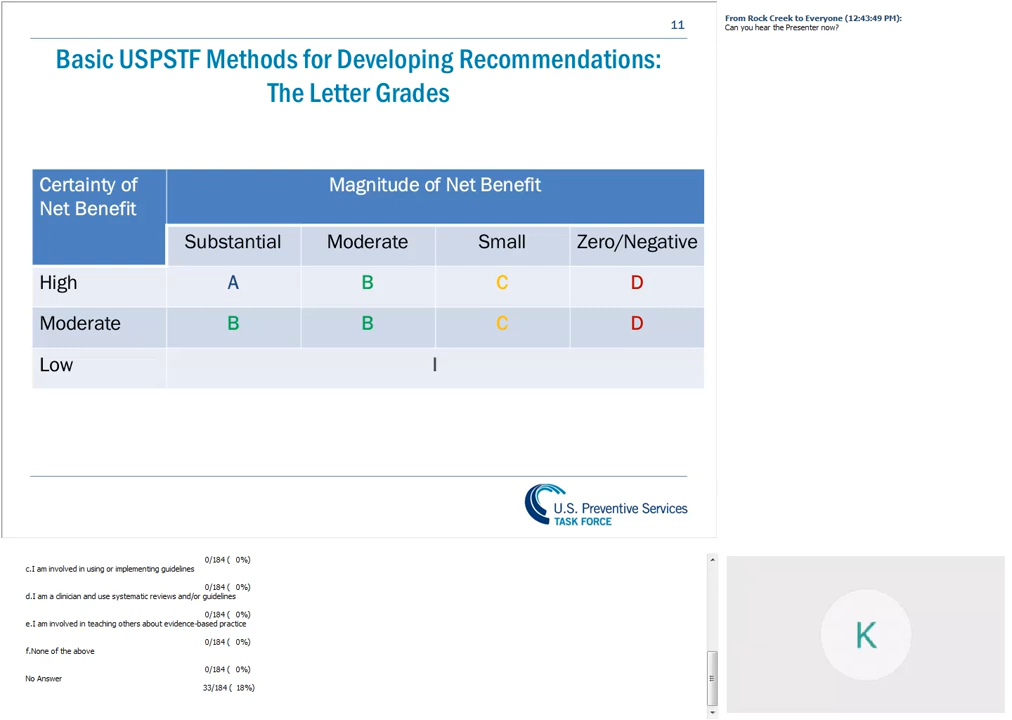 11
Basic USPSTF Methods for Developing Recommendations:
The Letter Grades
Certainty of
Net Benefit
Magnitude of Net Benefit
Substantial Moderate Small Zero/Negative
High A B C D
Moderate B B C D
Low I
U.S. Preventive Services
TASK FORCE
From Rock Creek to Everyone (12:43:49 PM):
Can you hear the Presenter now?
0/184 ( 0%)
c.I am involved in using or implementing guidelines
0/184 ( 0%)
d.I am a clinician and use systematic reviews and/or guidelines
0/184 ( 0%)
e.I am involved in teaching others about evidence-based practice
0/184 ( 0%)
f.None of the above
0/184 ( 0%)
No Answer
33/184 ( 18%)
K